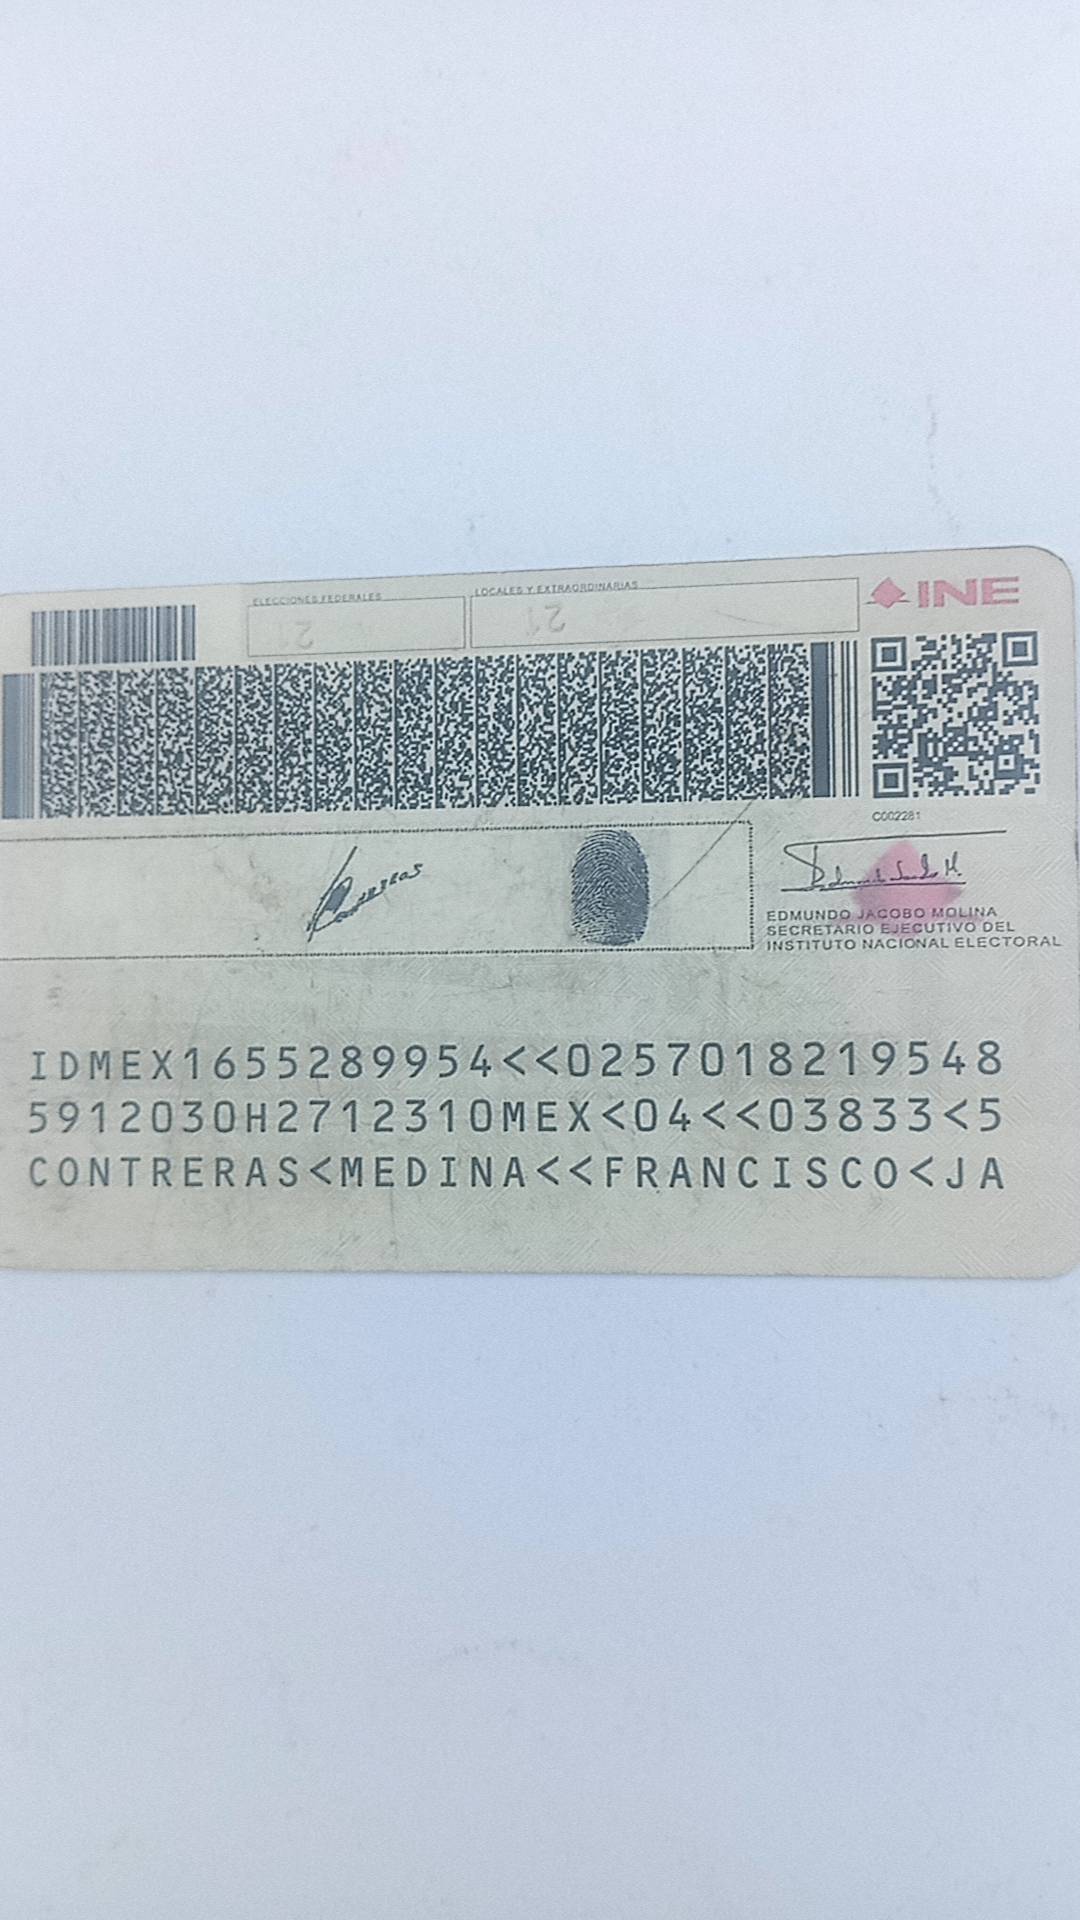 ELECCIONES FEDERALES
LOCALES Y EXTRAORDINARIAS
INE
21
21
C002281
EDMUNDO JACOBO MOLINA
SECRETARIO EJECUTIVO DEL
INSTITUTO NACIONAL ELECTORAL
IDMEX1655289954<<0257018219548
5912030H2712310MEX<04<<03833<5
CONTRERAS<MEDINA<<FRANCISCO<JA